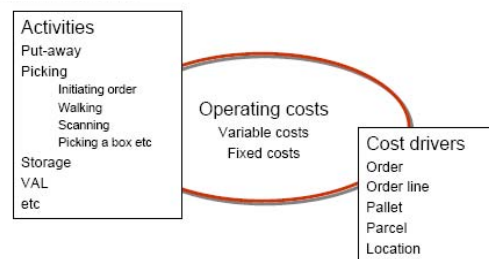 Activities
Put-away
Picking
Initiating order
Walking
Scanning
Picking a box etc
Storage
VAL
etc
Operating costs
Variable costs
Fixed costs
Cost drivers
Order
Order line
Pallet
Parcel
Location